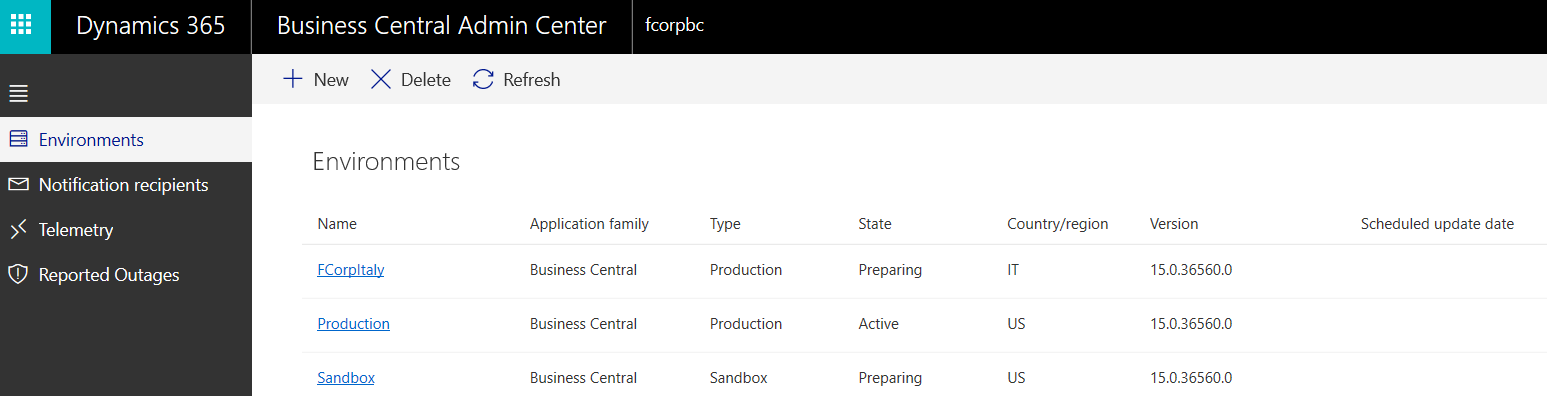 Dynamics 365 Business Central Admin Center fcorpbc
New Delete Refresh
Environments
Notification recipients
Telemetry
Reported Outages
Environments
Name Application family Type State Country/region Version Scheduled update date
FCorpItaly Business Central Production Preparing IT 15.0.36560.0
Production Business Central Production Active US 15.0.36560.0
Sandbox Business Central Sandbox Preparing US 15.0.36560.0